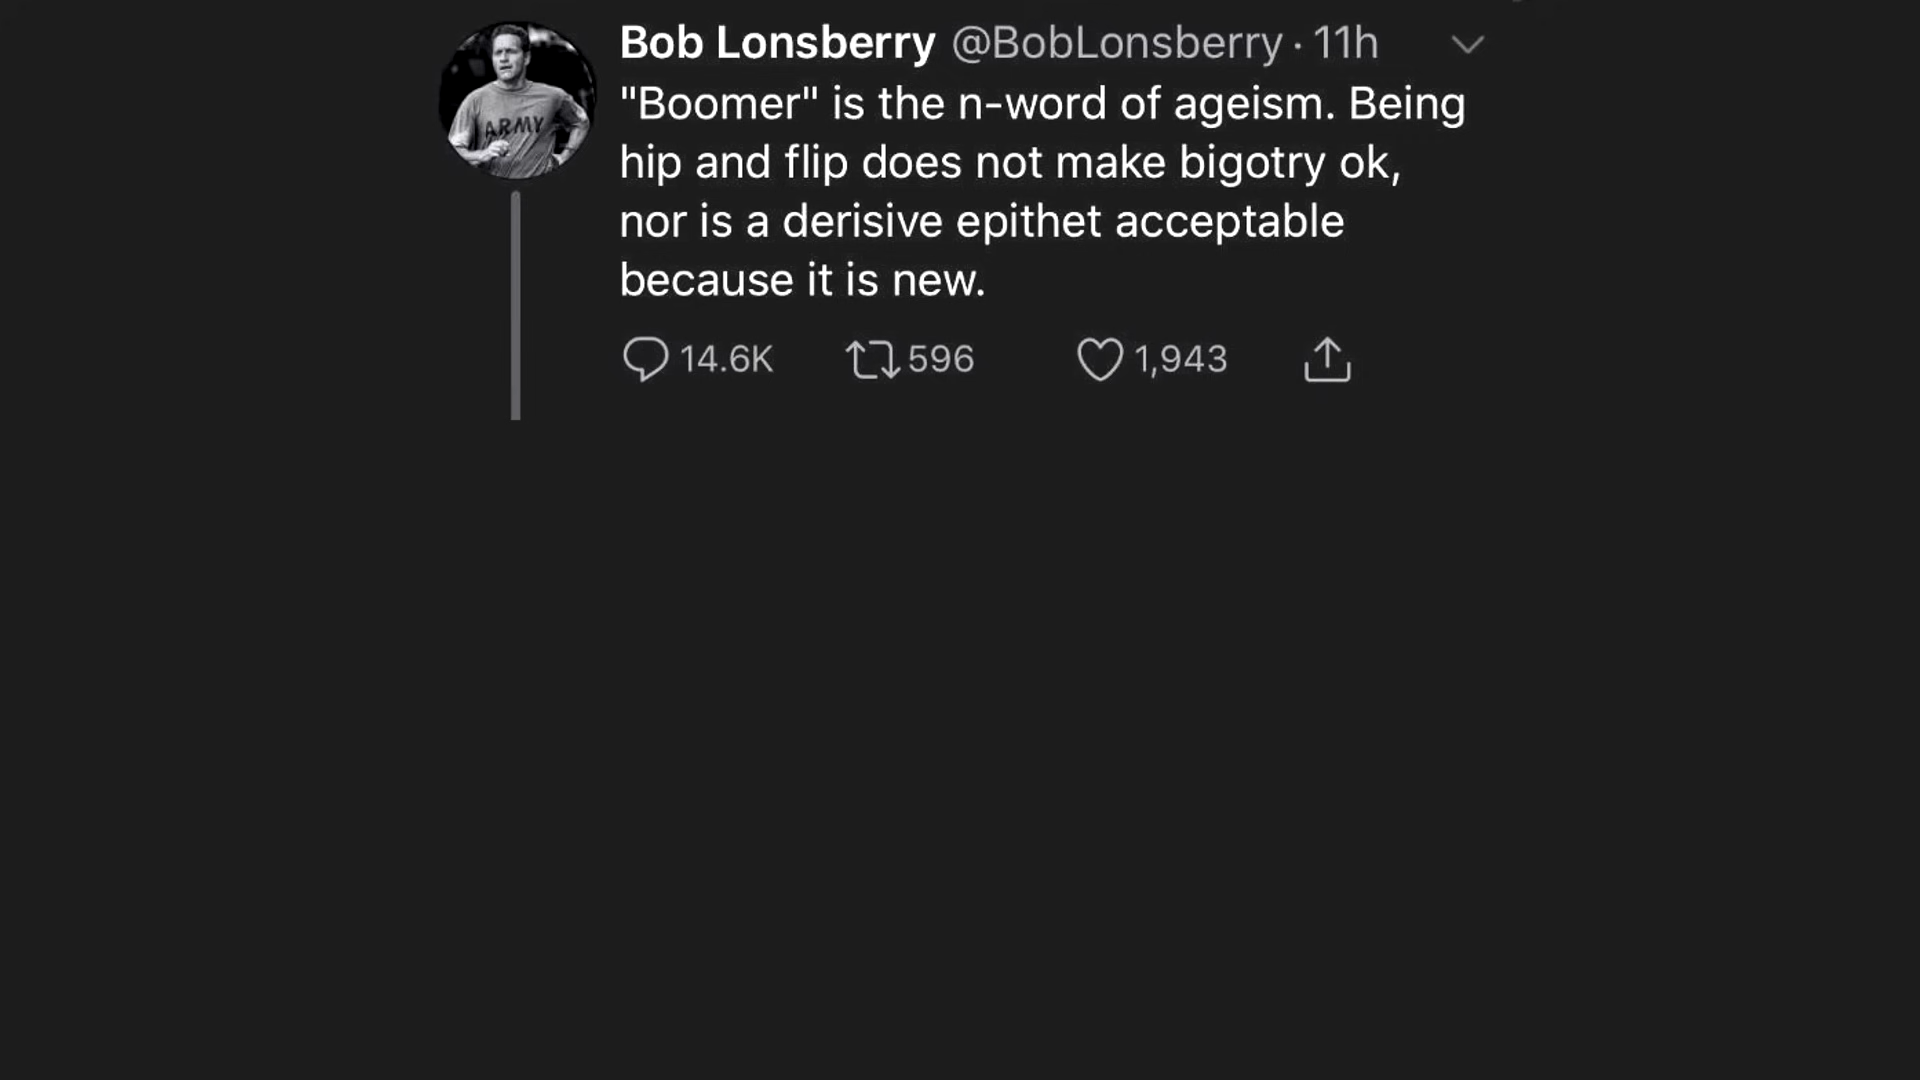 Bob Lonsberry @BobLonsberry · 11h
"Boomer" is the n-word of ageism. Being
hip and flip does not make bigotry ok,
nor is a derisive epithet acceptable
because it is new.
14.6K 596 1,943
ARMY